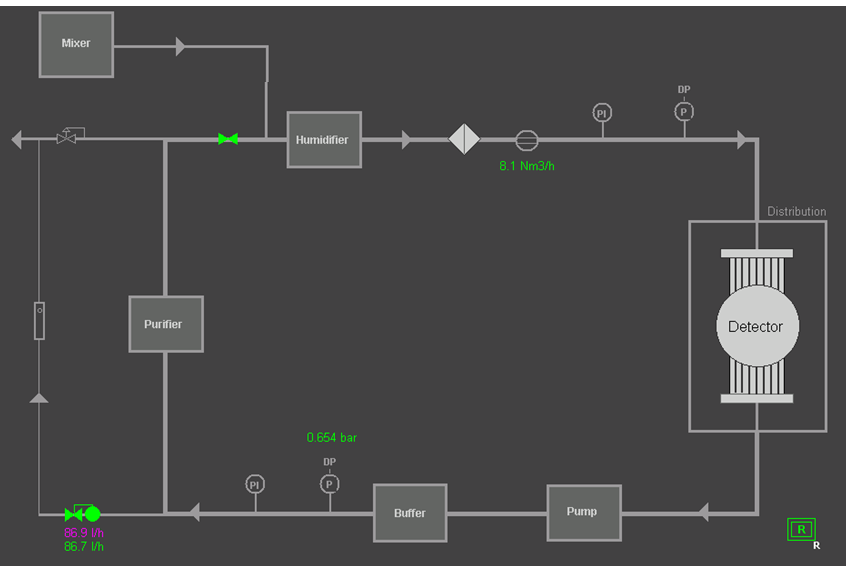 Mixer
DP
PI
P
Humidifier
8.1 Nm3/h
Distribution
Detector
Purifier
0.654 bar
DP
PI
P
Buffer
Pump
86.9 l/h
86.7 l/h
R
R